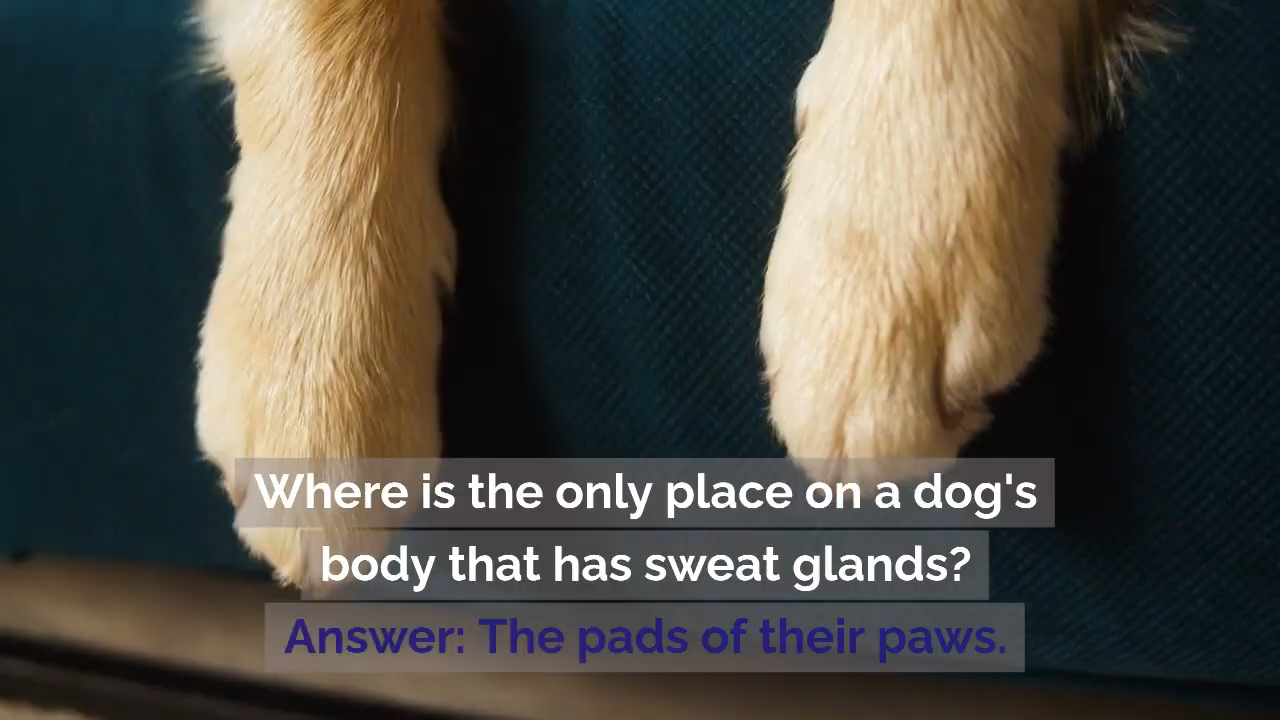 Where is the only place on a dog's
body that has sweat glands?
Answer: The pads of their paws.